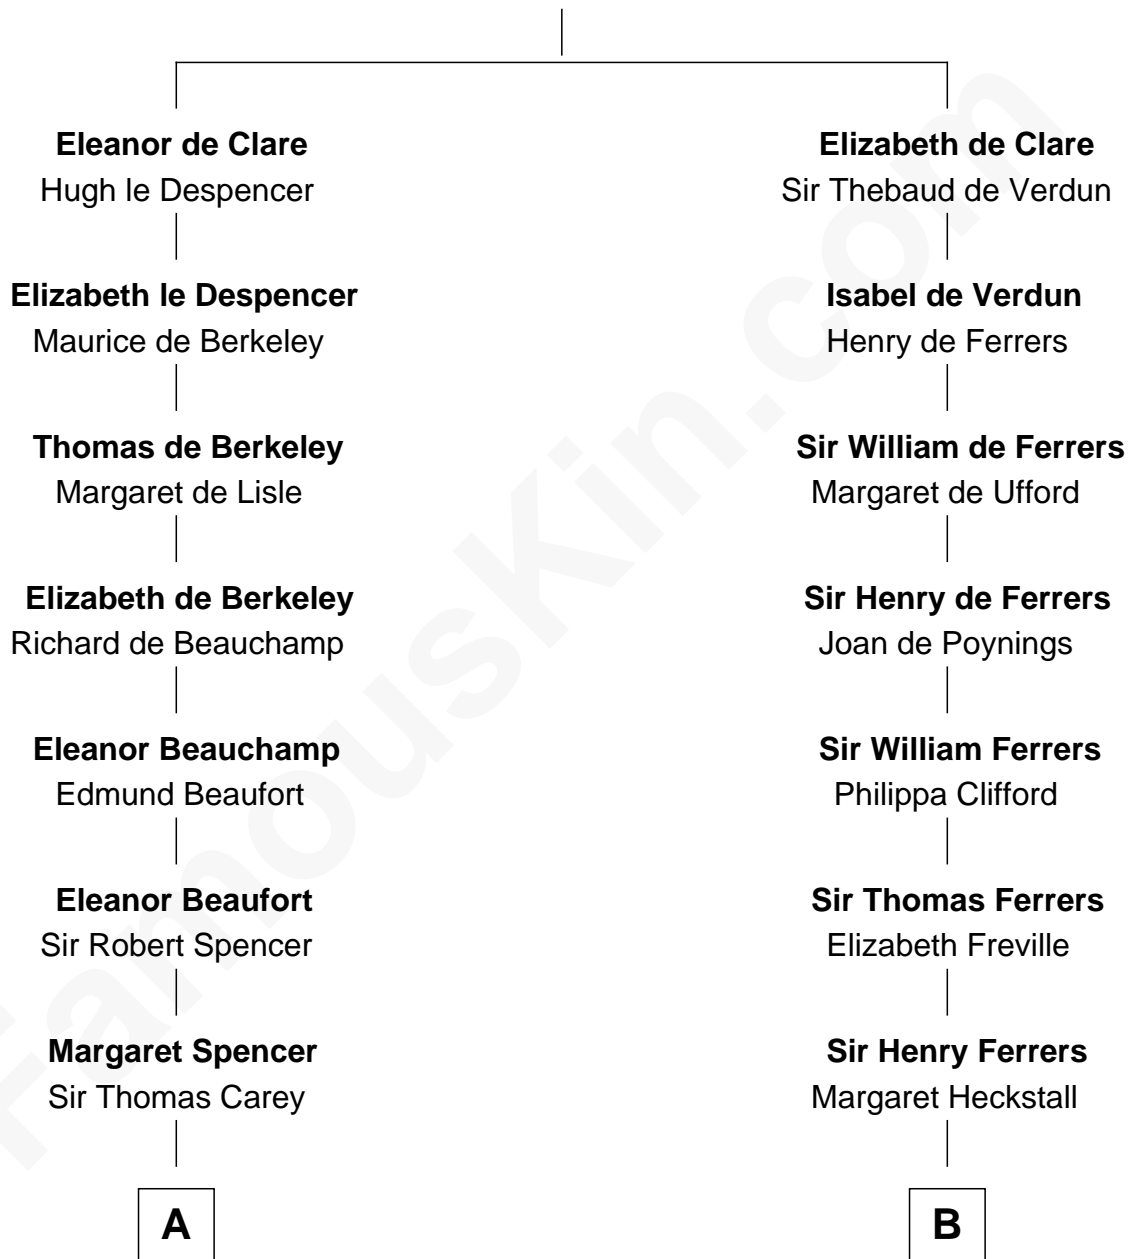 Eleanor de Clare
Hugh le Despencer
Elizabeth le Despencer
Maurice de Berkeley
Thomas de Berkeley
Margaret de Lisle
Elizabeth de Berkeley
Richard de Beauchamp
Eleanor Beauchamp
Edmund Beaufort
Eleanor Beaufort
Sir Robert Spencer
Margaret Spencer
Sir Thomas Carey
A
Elizabeth de Clare
Sir Thebaud de Verdun
Isabel de Verdun
Henry de Ferrers
Sir William de Ferrers
Margaret de Ufford
Sir Henry de Ferrers
Joan de Poynings
Sir William Ferrers
Philippa Clifford
Sir Thomas Ferrers
Elizabeth Freville
Sir Henry Ferrers
Margaret Heckstall
B
FamousKin.com